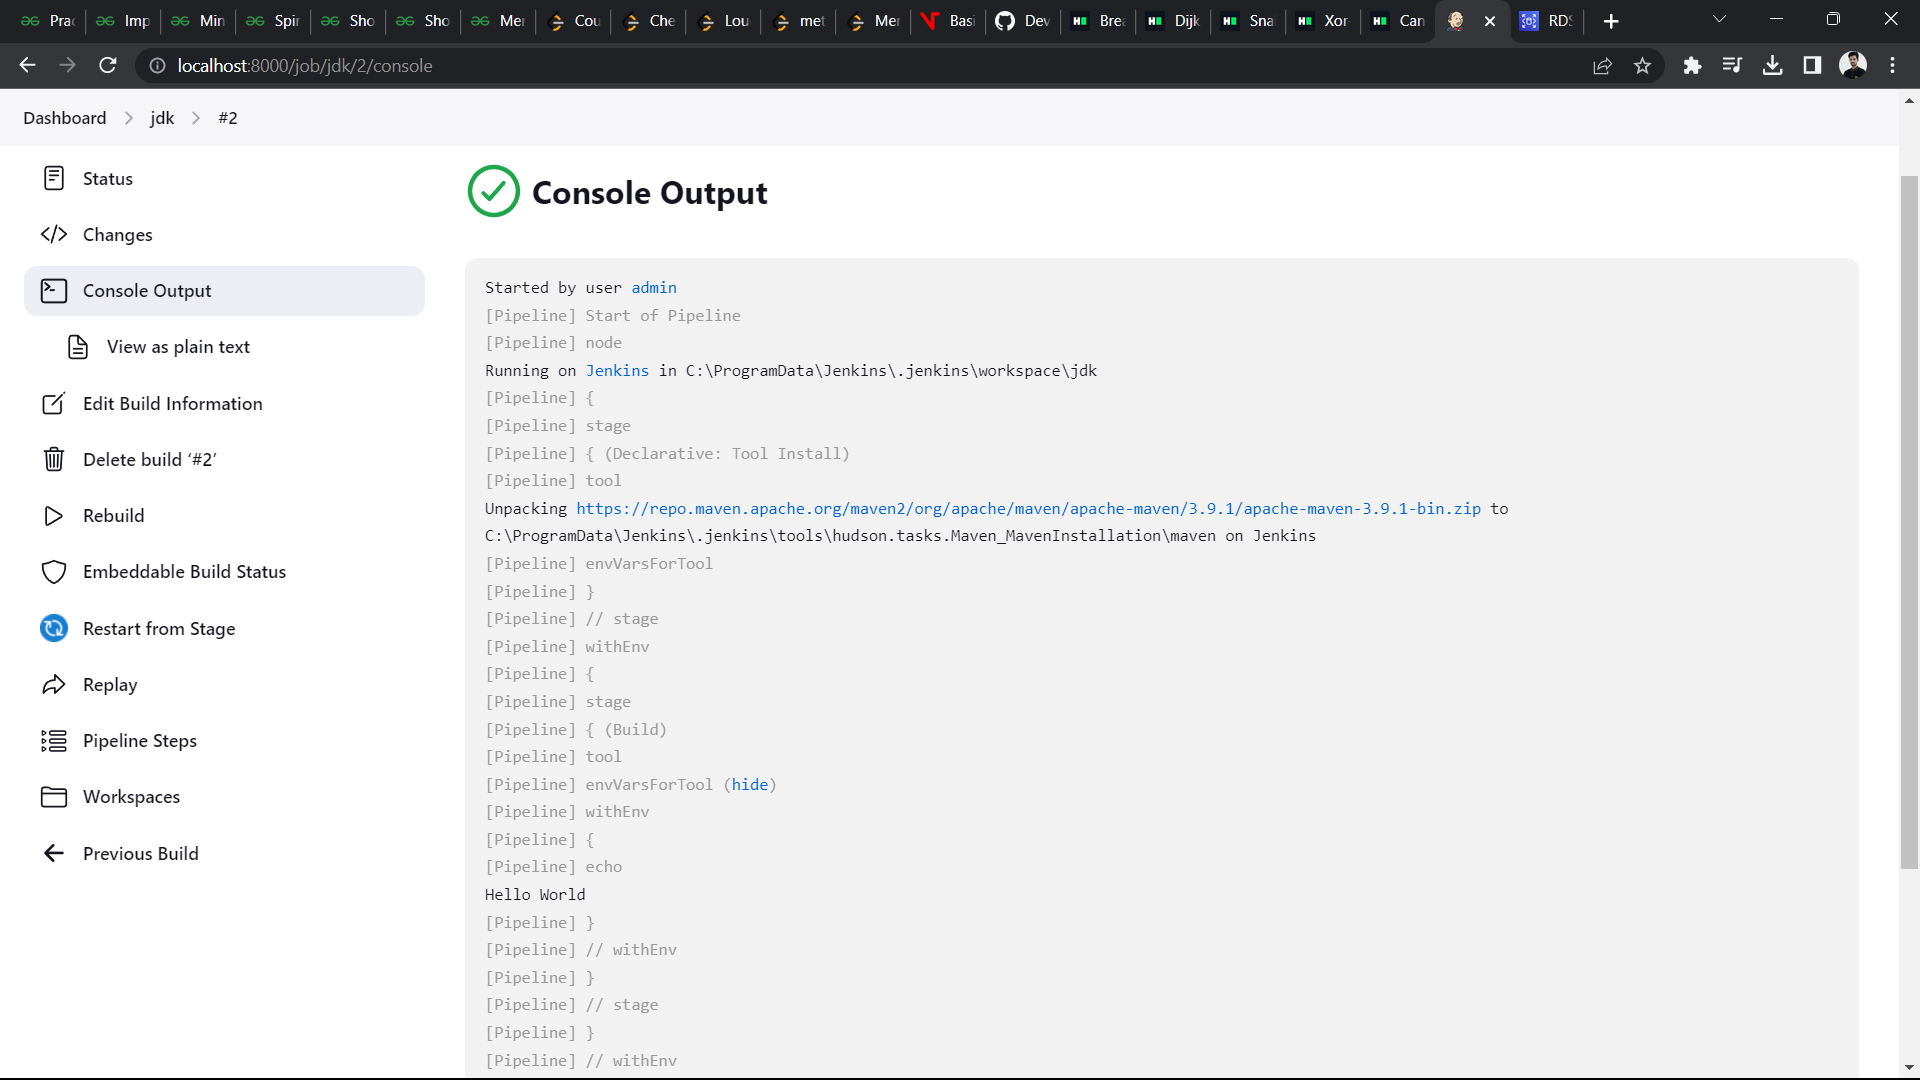 Prac
Imp
Min
Spir
Sho
Sho
Mer
Cou
Che
Lou
met
Mer
Basi
Dev
Brea
Dijk
Sna
Xor-
Can
RDS
localhost:8000/job/jdk/2/console
Dashboard > jdk > #2
Status
Changes
Console Output
View as plain text
Edit Build Information
Delete build ‘#2’
Rebuild
Embeddable Build Status
Restart from Stage
Replay
Pipeline Steps
Workspaces
Previous Build
Console Output
Started by user admin
[Pipeline] Start of Pipeline
[Pipeline] node
Running on Jenkins in C:\ProgramData\Jenkins\.jenkins\workspace\jdk
[Pipeline] {
[Pipeline] stage
[Pipeline] { (Declarative: Tool Install)
[Pipeline] tool
Unpacking https://repo.maven.apache.org/maven2/org/apache/maven/apache-maven/3.9.1/apache-maven-3.9.1-bin.zip to
C:\ProgramData\Jenkins\.jenkins\tools\hudson.tasks.Maven_MavenInstallation\maven on Jenkins
[Pipeline] envVarsForTool
[Pipeline] }
[Pipeline] // stage
[Pipeline] withEnv
[Pipeline] {
[Pipeline] stage
[Pipeline] { (Build)
[Pipeline] tool
[Pipeline] envVarsForTool (hide)
[Pipeline] withEnv
[Pipeline] {
[Pipeline] echo
Hello World
[Pipeline] }
[Pipeline] // withEnv
[Pipeline] }
[Pipeline] // stage
[Pipeline] }
[Pipeline] // withEnv